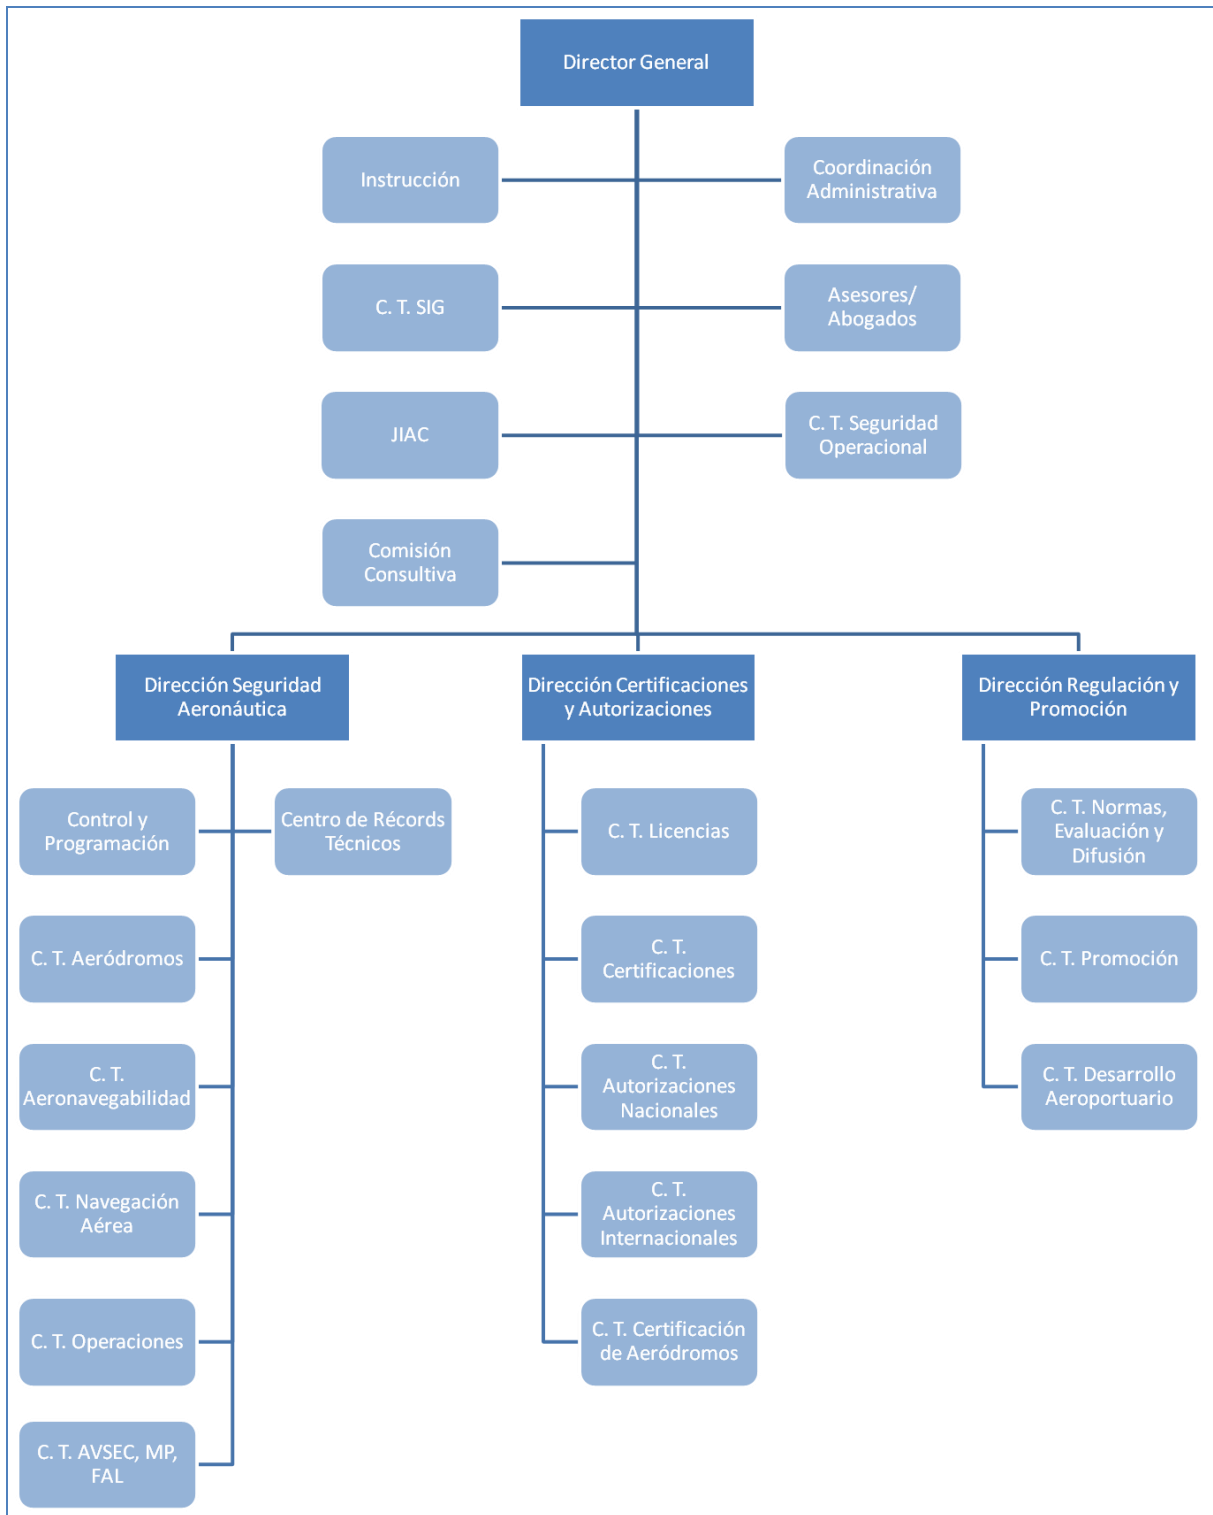 Director General
Instrucción
Coordinación
Administrativa
C. T. SIG
Asesores/
Abogados
JIAC
C. T. Seguridad
Operacional
Comisión
Consultiva
Dirección Seguridad
Aeronáutica
Dirección Certificaciones
y Autorizaciones
Dirección Regulación y
Promoción
Control y
Programación
Centro de Récords
Técnicos
C. T. Licencias
C. T. Normas,
Evaluación y
Difusión
C. T. Aeródromos
C. T.
Certificaciones
C. T. Promoción
C. T.
Aeronavegabilidad
C. T.
Autorizaciones
Nacionales
C. T. Desarrollo
Aeroportuario
C. T. Navegación
Aérea
C. T.
Autorizaciones
Internacionales
C. T. Operaciones
C. T. Certificación
de Aeródromos
C. T. AVSEC, MP,
FAL